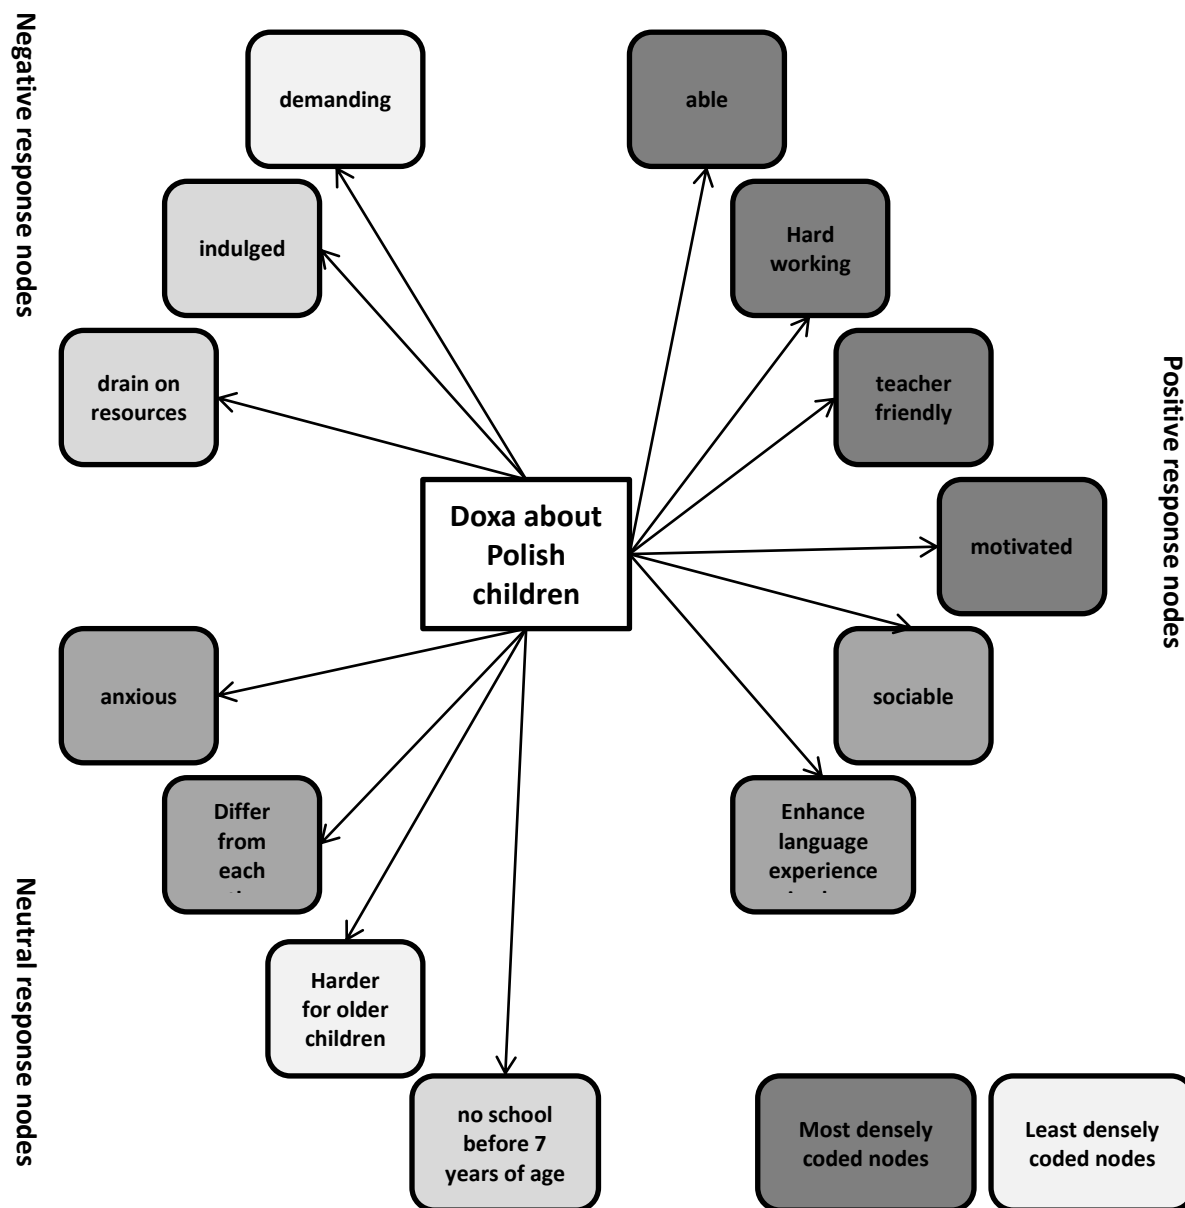 Negative response nodes
demanding
indulged
drain on
resources
able
Hard
working
teacher
friendly
motivated
sociable
Enhance
language
experience
Positive response nodes
Doxa about
Polish
children
anxious
Differ
from
each
Harder
for older
children
no school
before 7
years of age
Neutral response nodes
Most densely
coded nodes
Least densely
coded nodes